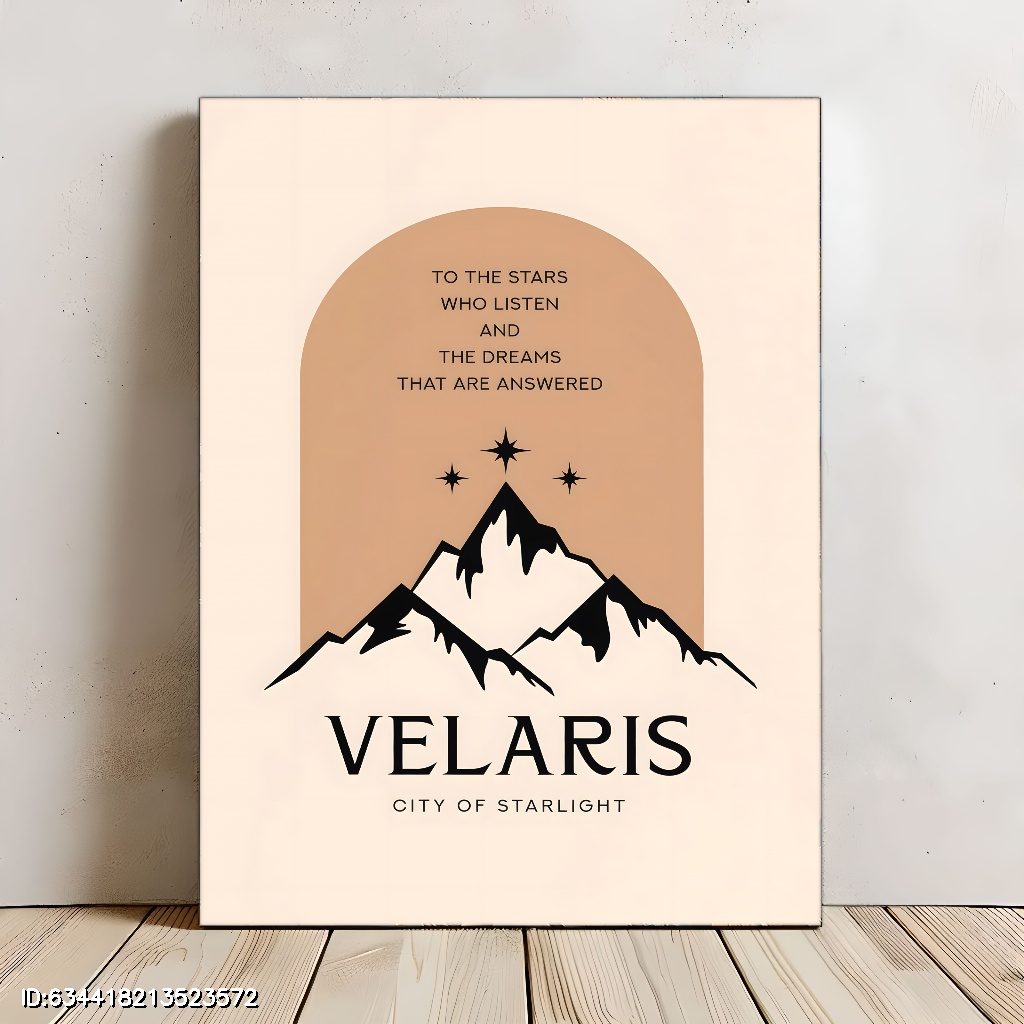 TO THE STARS
WHO LISTEN
AND
THE DREAMS
THAT ARE ANSWERED
VELARIS
CITY OF STARLIGHT
ID:634418213523572